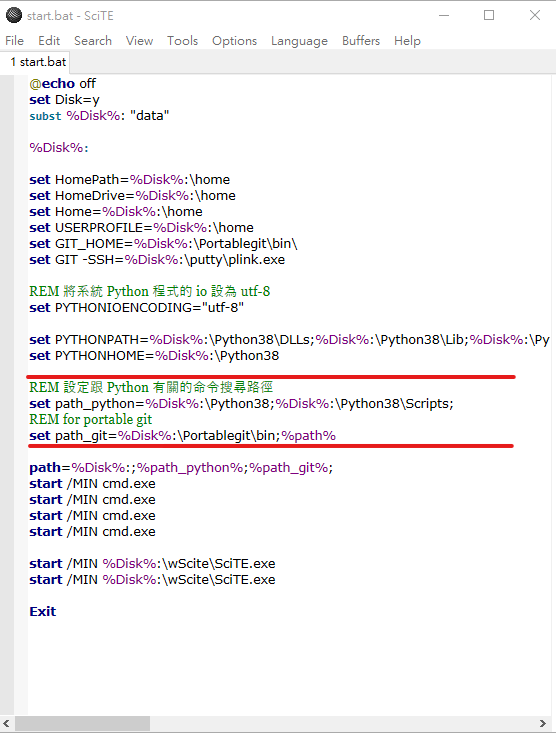 start.bat - SciTE
File Edit Search View Tools Options Language Buffers Help
1 start.bat
@echo off
set Disk=y
subst %Disk%: "data"
%Disk%:
set HomePath=%Disk%:\home
set HomeDrive=%Disk%:\home
set Home=%Disk%:\home
set USERPROFILE=%Disk%:\home
set GIT_HOME=%Disk%:\Portablegit\bin\
set GIT -SSH=%Disk%:\putty\plink.exe
REM 將系統 Python 程式的 io 設為 utf-8
set PYTHONIOENCODING="utf-8"
set PYTHONPATH=%Disk%:\Python38\DLLs;%Disk%:\Python38\Lib;%Disk%:\Py
set PYTHONHOME=%Disk%:\Python38
REM 設定跟 Python 有關的命令搜尋路徑
set path_python=%Disk%:\Python38;%Disk%:\Python38\Scripts;
REM for portable git
set path_git=%Disk%:\Portablegit\bin;%path%
path=%Disk%:;%path_python%;%path_git%;
start /MIN cmd.exe
start /MIN cmd.exe
start /MIN cmd.exe
start /MIN cmd.exe
start /MIN %Disk%:\wScite\SciTE.exe
start /MIN %Disk%:\wScite\SciTE.exe
Exit